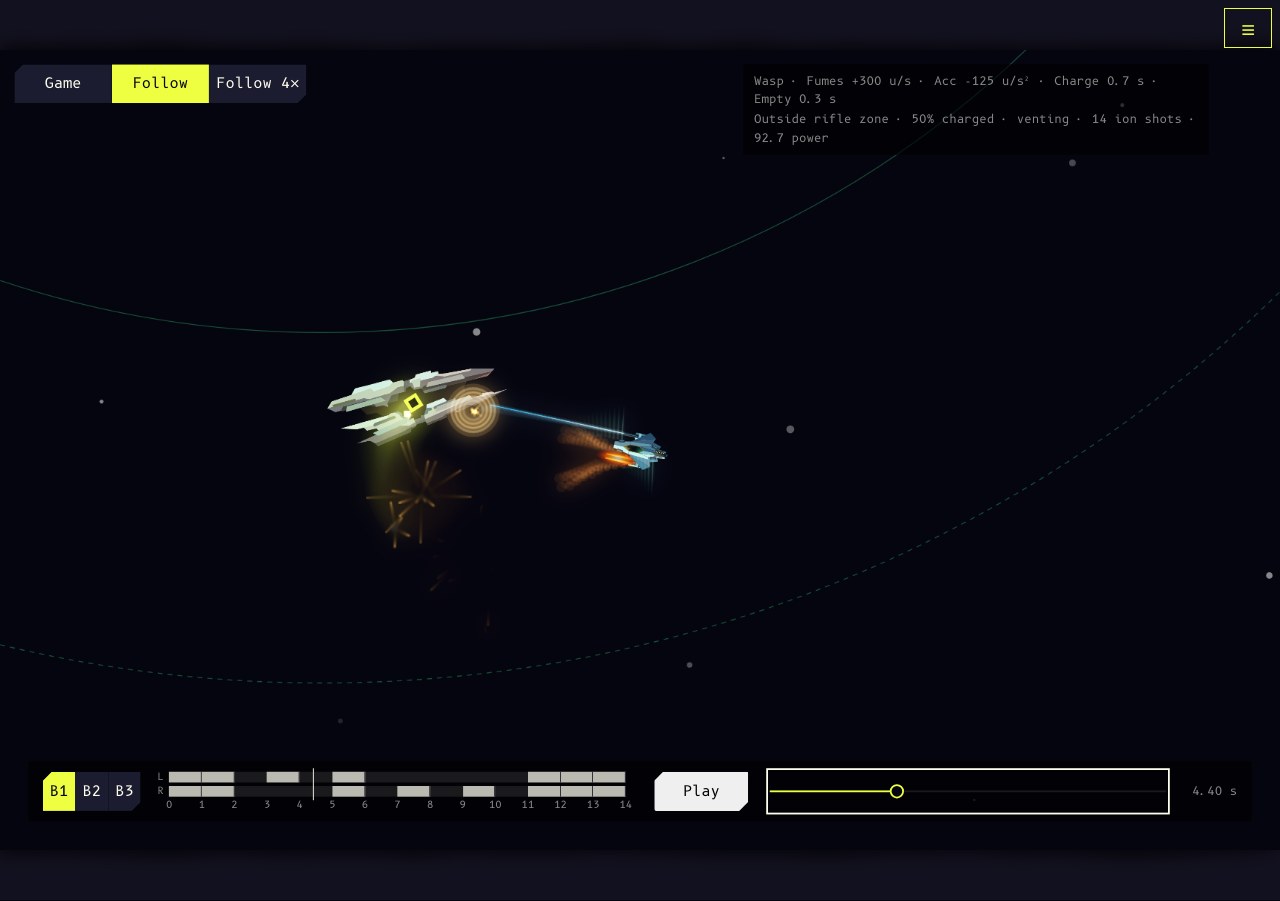 ≡
Game Follow Follow 4×
Wasp · Fumes +300 u/s · Acc -125 u/s² · Charge 0.7 s ·
Empty 0.3 s
Outside rifle zone · 50% charged · venting · 14 ion shots ·
92.7 power
B1 B2 B3
L
R
0 1 2 3 4 5 6 7 8 9 10 11 12 13 14
Play
4.40 s